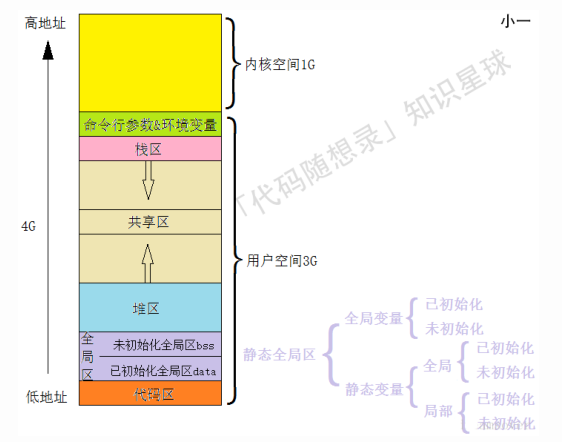 高地址
小一
内核空间1G
「代码随想录」知识星球
命令行参数&环境变量
栈区
共享区
4G
用户空间3G
堆区
全局区
未初始化全局区bss
已初始化全局区data
代码区
低地址
静态全局区
全局变量
已初始化
未初始化
静态变量
全局
已初始化
未初始化
局部
已初始化
未初始化